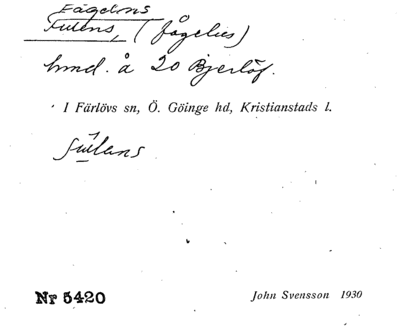 Fågelns
Fulens, (fågelns)
hmd. å 20 Bjerlöf.
I Färlövs sn, Ö. Göinge hd, Kristianstads l.
fulens
Nr 5420
John Svensson 1930